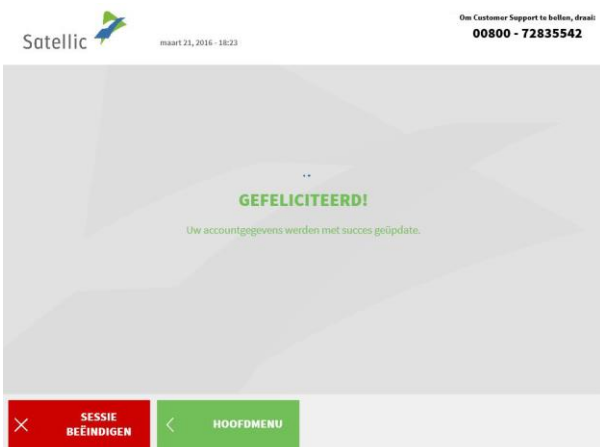 Om Customer Support te bellen, draai:
00800 - 72835542
Satellic
maart 21, 2016 - 18:23
GEFELICITEERD!
Uw accountgegevens werden met succes geüpdate.
SESSIE
BEËINDIGEN
HOOFDMENU